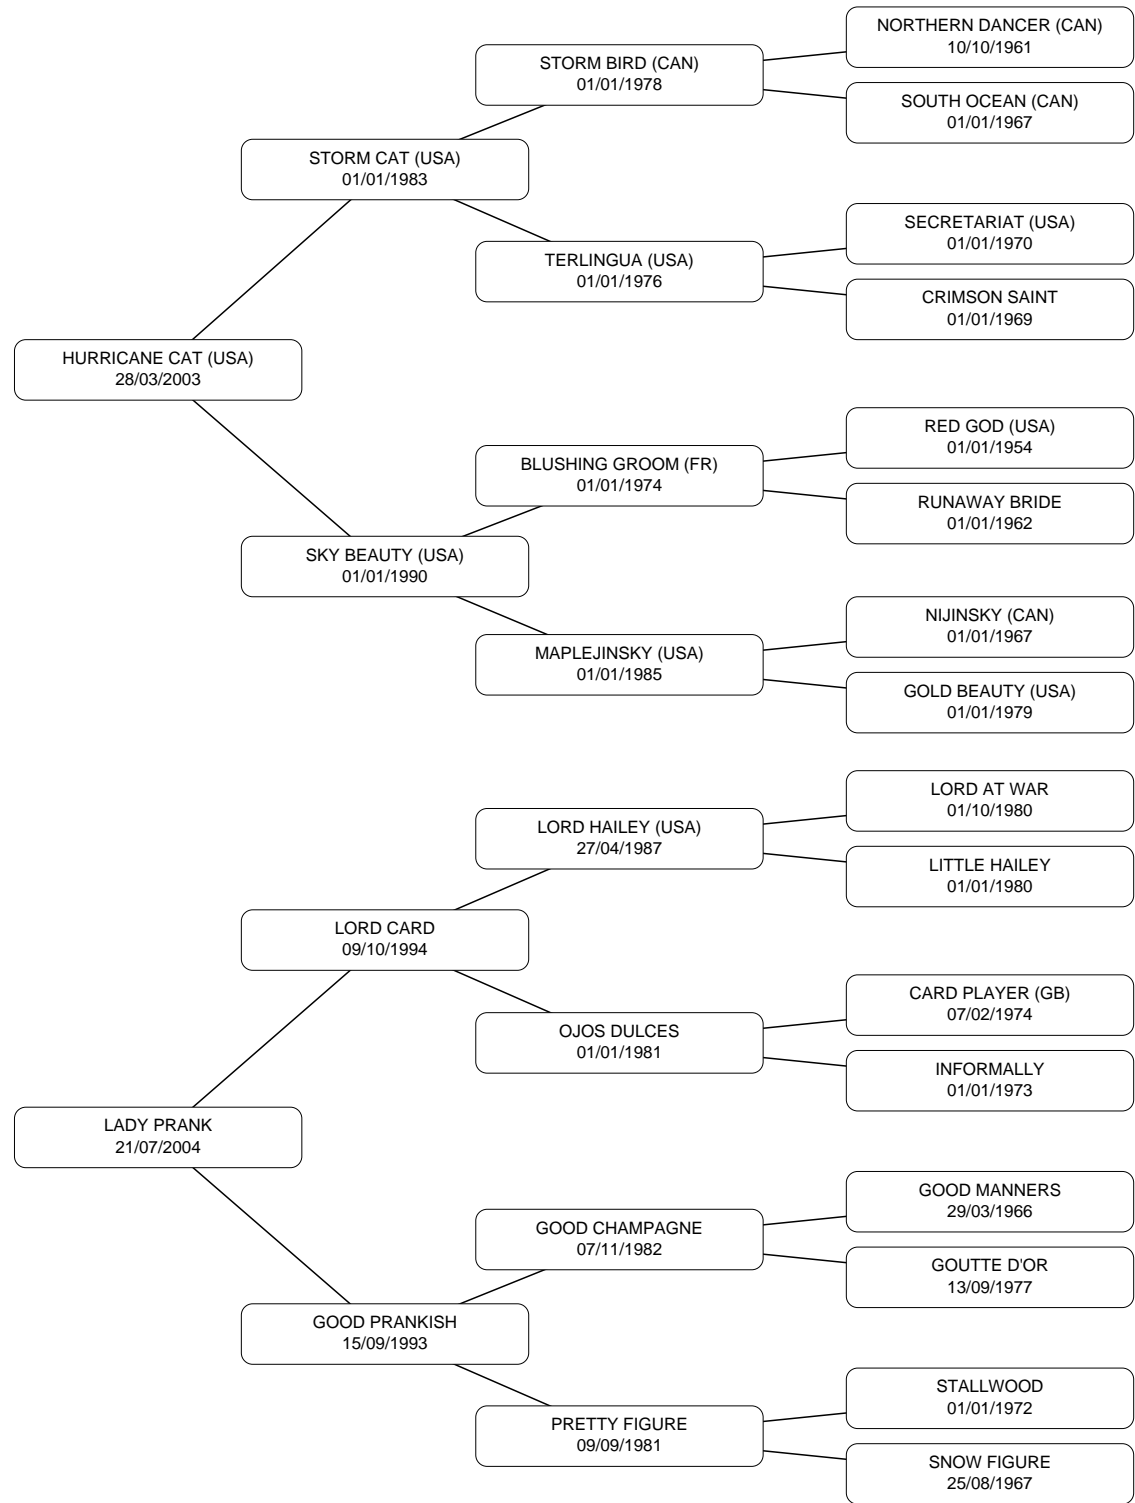 NORTHERN DANCER (CAN)
10/10/1961
STORM BIRD (CAN)
01/01/1978
SOUTH OCEAN (CAN)
01/01/1967
STORM CAT (USA)
01/01/1983
SECRETARIAT (USA)
01/01/1970
TERLINGUA (USA)
01/01/1976
CRIMSON SAINT
01/01/1969
HURRICANE CAT (USA)
28/03/2003
RED GOD (USA)
01/01/1954
BLUSHING GROOM (FR)
01/01/1974
RUNAWAY BRIDE
01/01/1962
SKY BEAUTY (USA)
01/01/1990
NIJINSKY (CAN)
01/01/1967
MAPLEJINSKY (USA)
01/01/1985
GOLD BEAUTY (USA)
01/01/1979
LORD AT WAR
01/10/1980
LORD HAILEY (USA)
27/04/1987
LITTLE HAILEY
01/01/1980
LORD CARD
09/10/1994
CARD PLAYER (GB)
07/02/1974
OJOS DULCES
01/01/1981
INFORMALLY
01/01/1973
LADY PRANK
21/07/2004
GOOD MANNERS
29/03/1966
GOOD CHAMPAGNE
07/11/1982
GOUTTE D'OR
13/09/1977
GOOD PRANKISH
15/09/1993
STALLWOOD
01/01/1972
PRETTY FIGURE
09/09/1981
SNOW FIGURE
25/08/1967